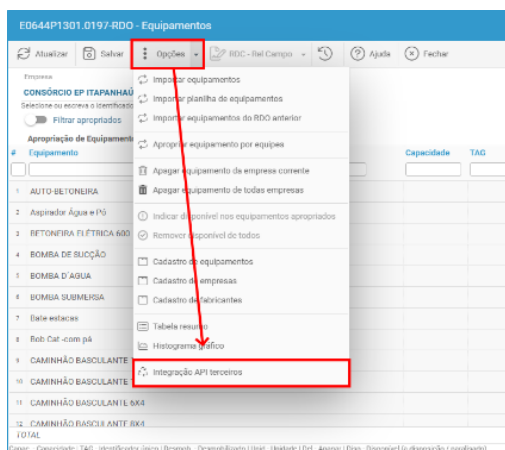 E0644P1301.0197-RDO - Equipamentos
Atualizar Salvar Opções RDC - Rel Campo Ajuda Fechar
Empresa
CONSÓRCIO EP ITAPANHAÚ
Selecione ou escreva o identificado
Filtrar apropriados
Apropriação de Equipamento
# Equipamento Capacidade TAG
1 AUTO-BETONEIRA
2 Aspirador Água e Pó
3 BETONEIRA ELÉTRICA 600
4 BOMBA DE SUCÇÃO
5 BOMBA D'AGUA
6 BOMBA SUBMERSA
7 Bate estacas
8 Bob Cat -com pá
9 CAMINHÃO BASCULANTE
10 CAMINHÃO BASCULANTE
11 CAMINHÃO BASCULANTE 6X4
12 CAMINHÃO BASCULANTE 8X4
TOTAL
Importar equipamentos
Importar planilha de equipamentos
Importar equipamentos do RDO anterior
Apropriar equipamento por equipes
Apagar equipamento da empresa corrente
Apagar equipamento de todas empresas
Indicar disponível nos equipamentos apropriados
Remover disponível de todos
Cadastro de equipamentos
Cadastro de empresas
Cadastro de fabricantes
Tabela resumo
Histograma gráfico
Integração API terceiros